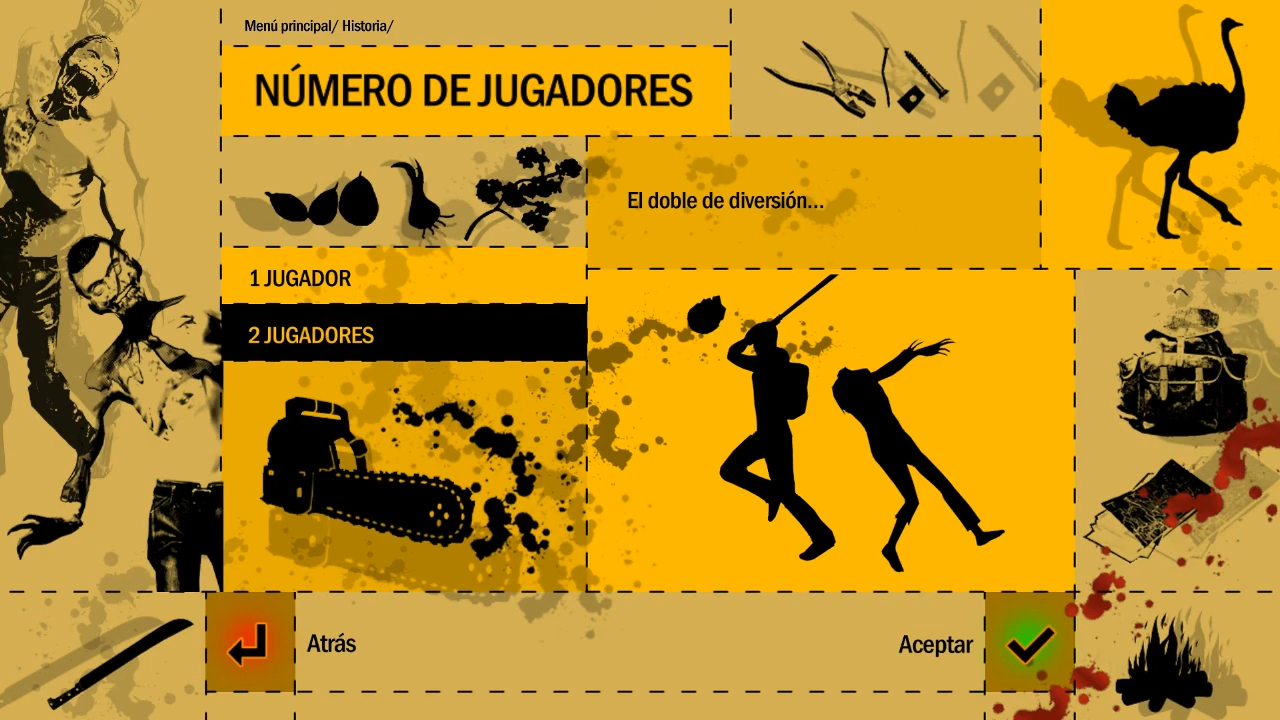 Menú principal/ Historia/
NÚMERO DE JUGADORES
El doble de diversión...
1 JUGADOR
2 JUGADORES
Atrás
Aceptar